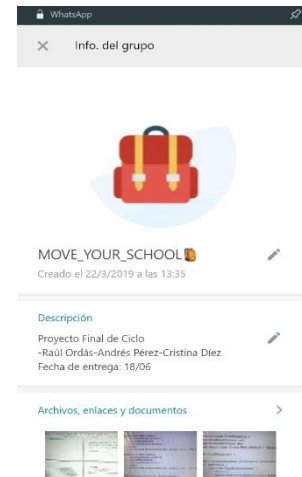 WhatsApp
Info. del grupo
MOVE_YOUR_SCHOOL🎒
Creado el 22/3/2019 a las 13:35
Descripción
Proyecto Final de Ciclo
-Raúl Ordás-Andrés Pérez-Cristina Díez
Fecha de entrega: 18/06
Archivos, enlaces y documentos